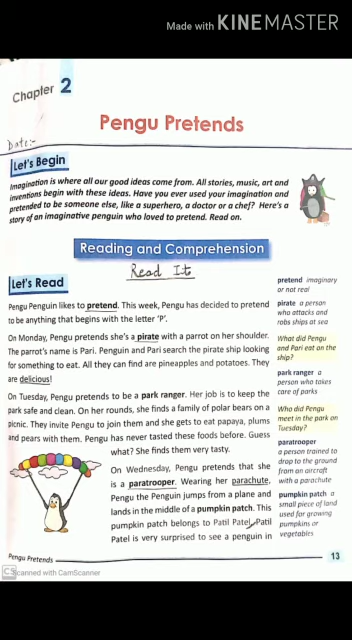 Made with KINEMASTER
Chapter 2
Pengu Pretends
Date:-
Let's Begin
Imagination is where all our good ideas come from. All stories, music, art and
inventions begin with these ideas. Have you ever used your imagination and
pretended to be someone else, like a superhero, a doctor or a chef? Here's a
story of an imaginative penguin who loved to pretend. Read on.
Reading and Comprehension
Read It
Let's Read
Pengu Penguin likes to pretend. This week, Pengu has decided to pretend
to be anything that begins with the letter 'P'.
On Monday, Pengu pretends she's a pirate with a parrot on her shoulder.
The parrot's name is Pari. Penguin and Pari search the pirate ship looking
for something to eat. All they can find are pineapples and potatoes. They
are delicious!
On Tuesday, Pengu pretends to be a park ranger. Her job is to keep the
park safe and clean. On her rounds, she finds a family of polar bears on a
picnic. They invite Pengu to join them and she gets to eat papaya, plums
and pears with them. Pengu has never tasted these foods before. Guess
what? She finds them very tasty.
On Wednesday, Pengu pretends that she
is a paratrooper. Wearing her parachute,
Pengu the Penguin jumps from a plane and
lands in the middle of a pumpkin patch. This
pumpkin patch belongs to Patil Patel. Patil
Patel is very surprised to see a penguin in
pretend imaginary
or not real
pirate a person
who attacks and
robs ships at sea
What did Pengu
and Pari eat on the
ship?
park ranger a
person who takes
care of parks
Who did Pengu
meet in the park on
Tuesday?
paratrooper
a person trained to
drop to the ground
from an aircraft
with a parachute
pumpkin patch a
small piece of land
used for growing
pumpkins or
vegetables
Pengu Pretends
13
CS Scanned with CamScanner